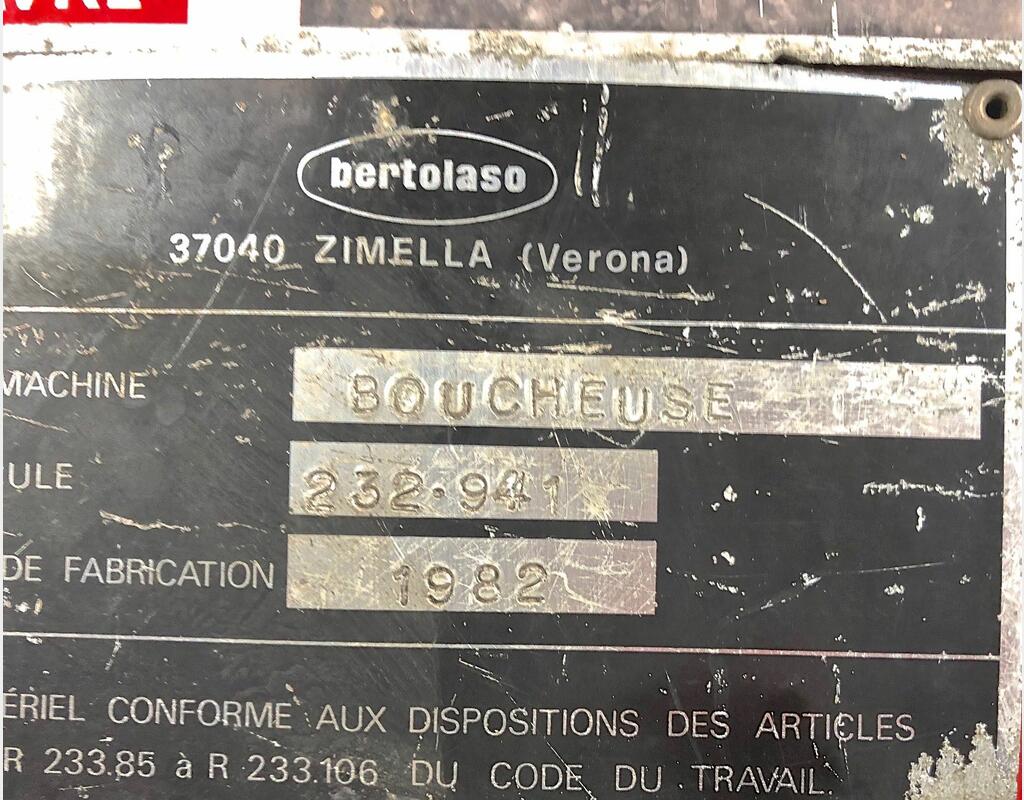 bertolaso
37040 ZIMELLA (Verona)
MACHINE BOUCHEUSE
ULE 232·941
DE FABRICATION 1982
ÉRIEL CONFORME AUX DISPOSITIONS DES ARTICLES
R 233.85 à R 233.106 DU CODE DU TRAVAIL.